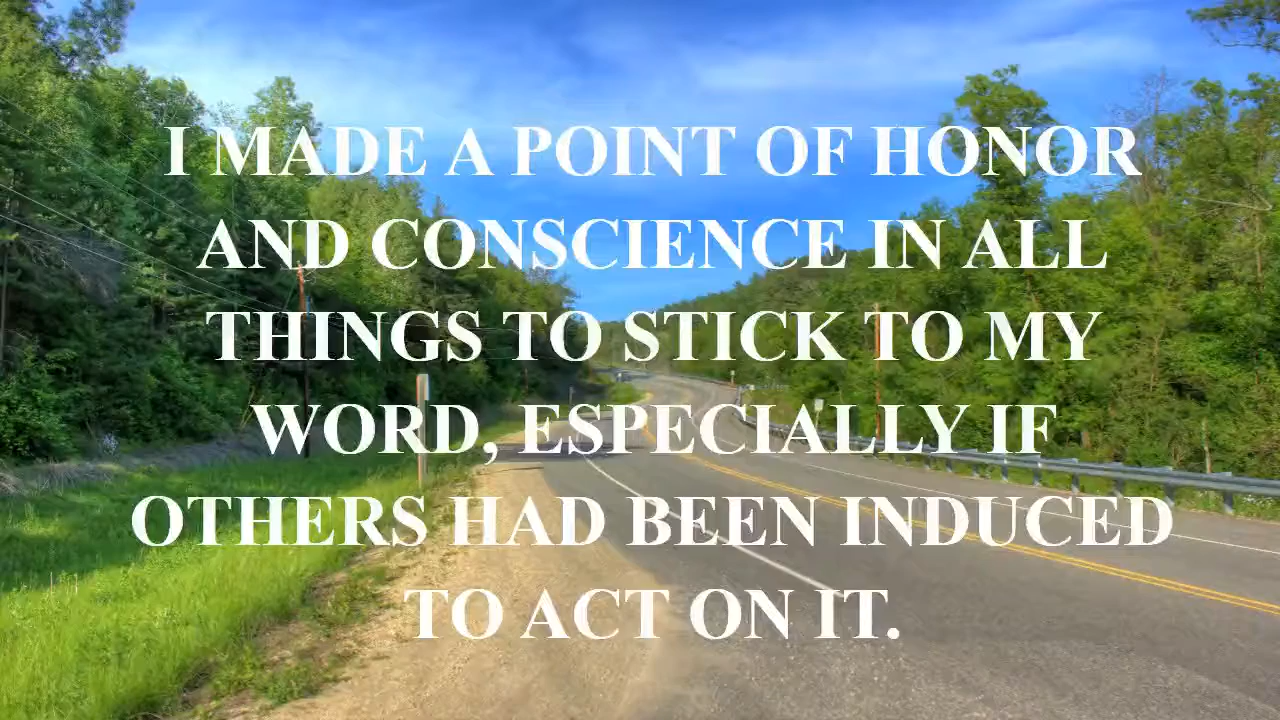 I MADE A POINT OF HONOR
AND CONSCIENCE IN ALL
THINGS TO STICK TO MY
WORD, ESPECIALLY IF
OTHERS HAD BEEN INDUCED
TO ACT ON IT.